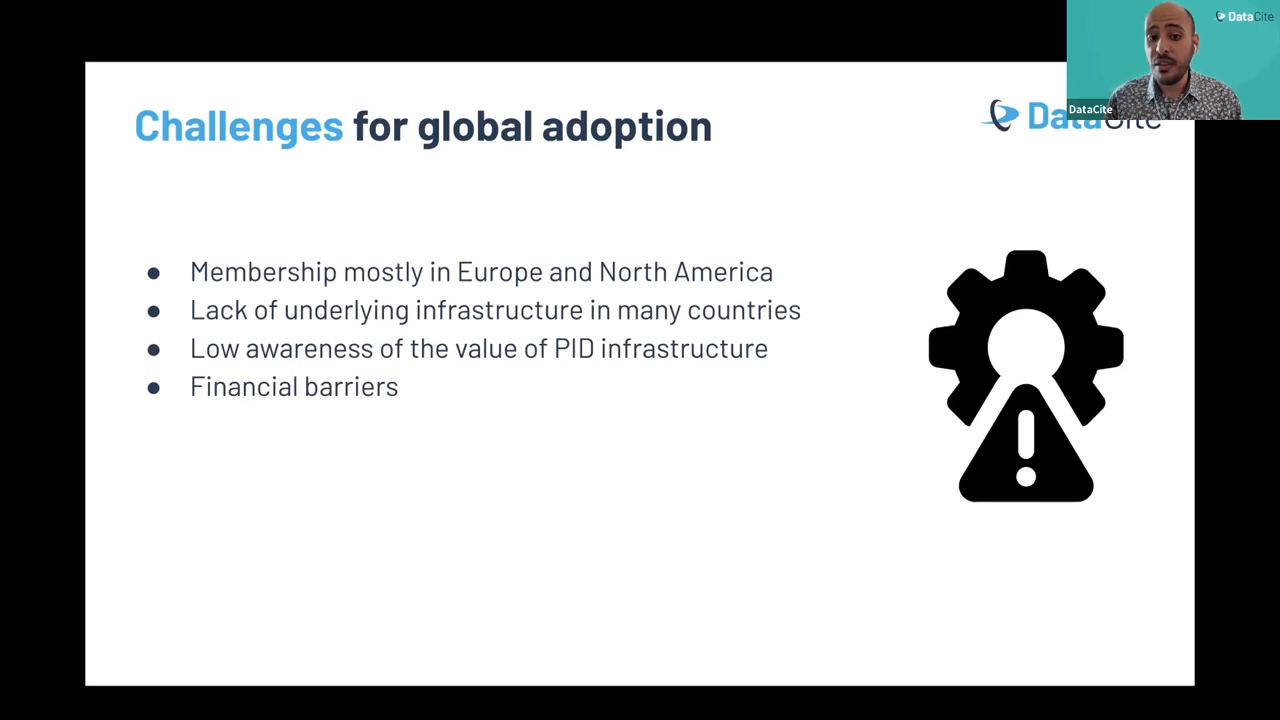 DataCite
DataCite
Challenges for global adoption
DataCite
Membership mostly in Europe and North America
Lack of underlying infrastructure in many countries
Low awareness of the value of PID infrastructure
Financial barriers